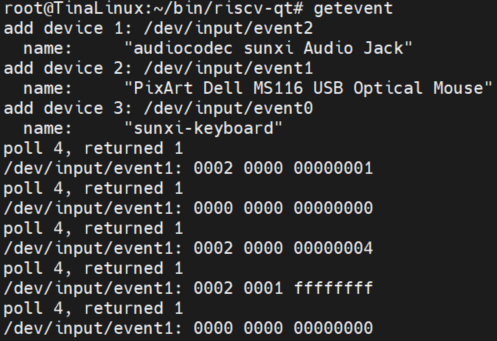 root@TinaLinux:~/bin/riscv-qt# getevent
add device 1: /dev/input/event2
  name:     "audiocodec sunxi Audio Jack"
add device 2: /dev/input/event1
  name:     "PixArt Dell MS116 USB Optical Mouse"
add device 3: /dev/input/event0
  name:     "sunxi-keyboard"
poll 4, returned 1
/dev/input/event1: 0002 0000 00000001
poll 4, returned 1
/dev/input/event1: 0000 0000 00000000
poll 4, returned 1
/dev/input/event1: 0002 0000 00000004
poll 4, returned 1
/dev/input/event1: 0002 0001 ffffffff
poll 4, returned 1
/dev/input/event1: 0000 0000 00000000